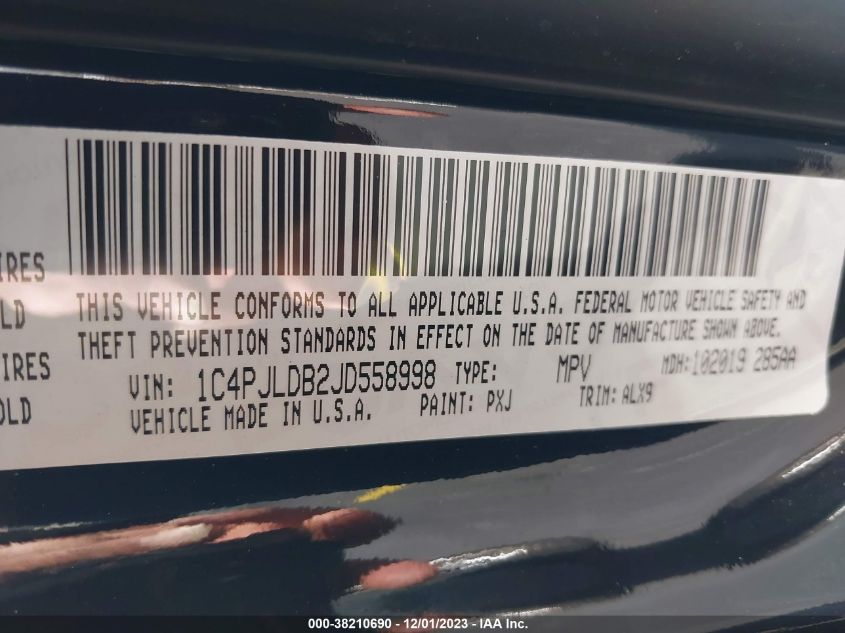 THIS VEHICLE CONFORMS TO ALL APPLICABLE U.S.A. FEDERAL MOTOR VEHICLE SAFETY AND
THEFT PREVENTION STANDARDS IN EFFECT ON THE DATE OF MANUFACTURE SHOWN ABOVE.
VIN: 1C4PJLDB2JD558998 TYPE: MPV MDH: 102019 285AA
VEHICLE MADE IN U.S.A. PAINT: PXJ TRIM: ALX9
IRES
LD
IRES
OLD
000-38210690 - 12/01/2023 - IAA Inc.